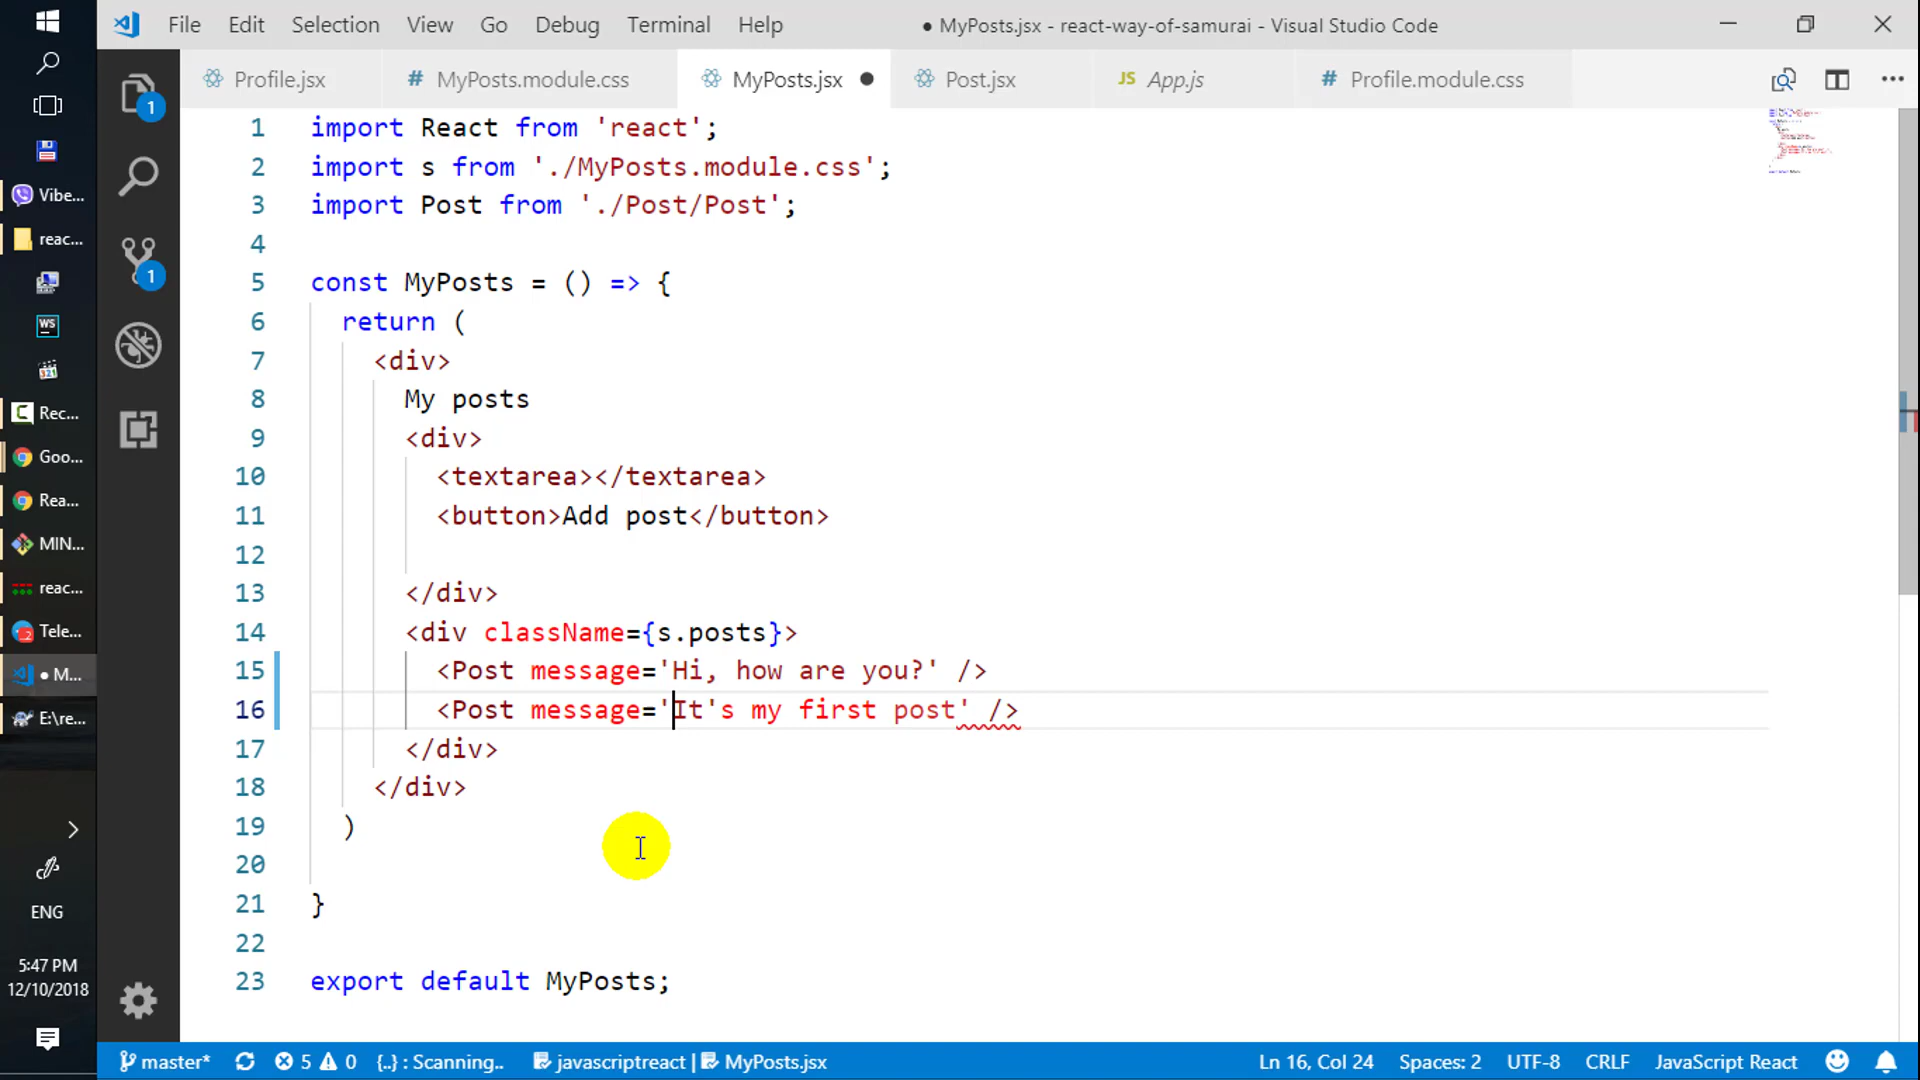 File Edit Selection View Go Debug Terminal Help ● MyPosts.jsx - react-way-of-samurai - Visual Studio Code
Profile.jsx # MyPosts.module.css MyPosts.jsx ● Post.jsx JS App.js # Profile.module.css
1 import React from 'react';
2 import s from './MyPosts.module.css';
3 import Post from './Post/Post';
4
5 const MyPosts = () => {
6 return (
7 <div>
8 My posts
9 <div>
10 <textarea></textarea>
11 <button>Add post</button>
12
13 </div>
14 <div className={s.posts}>
15 <Post message='Hi, how are you?' />
16 <Post message='It's my first post' />
17 </div>
18 </div>
19 )
20
21 }
22
23 export default MyPosts;
1
1
Vibe...
reac...
WS
321
Rec...
Goo...
Rea...
MIN...
reac...
Tele...
● M...
E:\re...
ENG
5:47 PM
12/10/2018
master* 5 0 {..} : Scanning.. javascriptreact | MyPosts.jsx Ln 16, Col 24 Spaces: 2 UTF-8 CRLF JavaScript React